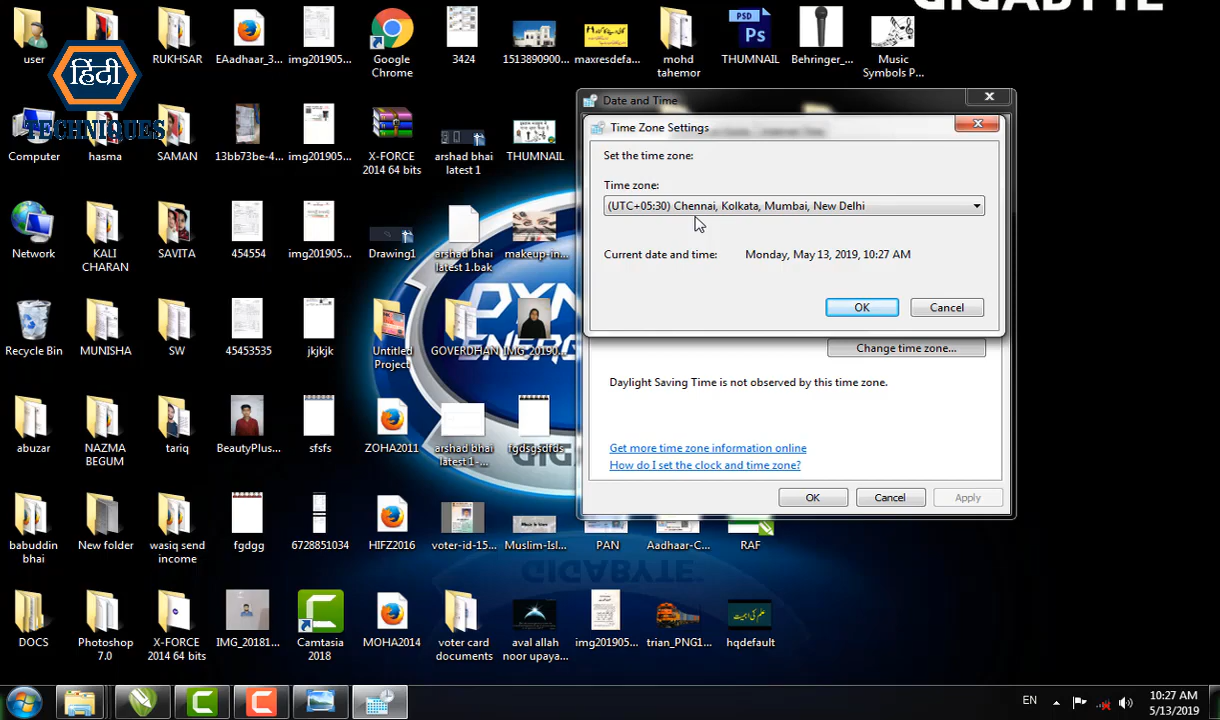 GIGABYTE
user
RUKHSAR
EAadhaar_3...
img201905...
Google
Chrome
3424
1513890900...
maxresdefa...
mohd
tahemor
PSD
Ps
THUMNAIL
Behringer_...
Music
Symbols P...
हिंदी
TECHNIQUES
Computer
hasma
SAMAN
13bb73be-4...
img201905...
X-FORCE
2014 64 bits
arshad bhai
latest 1
THUMNAIL
Network
KALI
CHARAN
SAVITA
454554
img201905...
Drawing1
arshad bhai
latest 1.bak
makeup-in...
Recycle Bin
MUNISHA
SW
45453535
jkjkjk
Untitled
Project
GOVERDHAN
IMG_20190...
abuzar
NAZMA
BEGUM
tariq
BeautyPlus...
sfsfs
ZOHA2011
arshad bhai
latest 1-...
fgdsgsdfds
babuddin
bhai
New folder
wasiq send
income
fgdgg
6728851034
HIFZ2016
voter-id-15...
Muslim-Isl...
PAN
Aadhaar-C...
RAF
DOCS
Photoshop
7.0
X-FORCE
2014 64 bits
IMG_20181...
Camtasia
2018
MOHA2014
voter card
documents
aval allah
noor upaya...
img201905...
trian_PNG1...
hqdefault
Date and Time
Time Zone Settings
Set the time zone:
Time zone:
(UTC+05:30) Chennai, Kolkata, Mumbai, New Delhi
Current date and time: Monday, May 13, 2019, 10:27 AM
OK Cancel
Change time zone...
Daylight Saving Time is not observed by this time zone.
Get more time zone information online
How do I set the clock and time zone?
OK Cancel Apply
EN
10:27 AM
5/13/2019